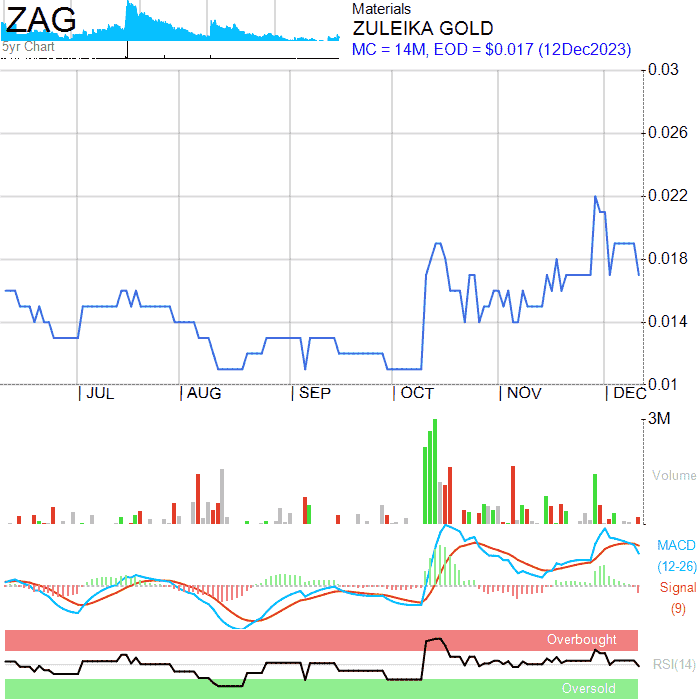 ZAG
5yr Chart
Materials
ZULEIKA GOLD
MC = 14M, EOD = $0.017 (12Dec2023)
0.03
0.026
0.022
0.018
0.014
0.01
JUL AUG SEP OCT NOV DEC
3M
Volume
MACD
(12-26)
Signal
(9)
Overbought
RSI(14)
Oversold